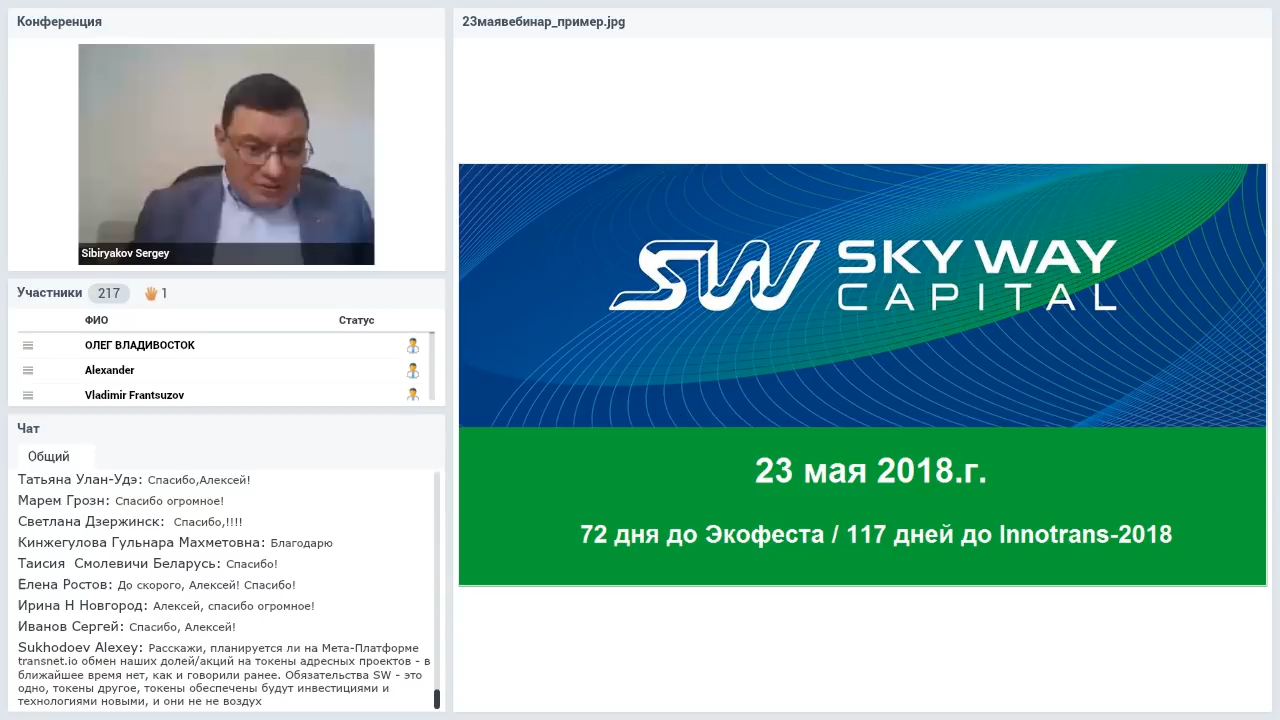 Конференция
Sibiryakov Sergey
Участники 217 1
ФИО Статус
ОЛЕГ ВЛАДИВОСТОК
Alexander
Vladimir Frantsuzov
Чат
Общий
Татьяна Улан-Удэ: Спасибо,Алексей!
Марем Грозн: Спасибо огромное!
Светлана Дзержинск: Спасибо,!!!!
Кинжегулова Гульнара Махметовна: Благодарю
Таисия Смолевичи Беларусь: Спасибо!
Елена Ростов: До скорого, Алексей! Спасибо!
Ирина Н Новгород: Алексей, спасибо огромное!
Иванов Сергей: Спасибо, Алексей!
Sukhodoev Alexey: Расскажи, планируется ли на Мета-Платформе
transnet.io обмен наших долей/акций на токены адресных проектов - в
ближайшее время нет, как и говорили ранее. Обязательства SW - это
одно, токены другое, токены обеспечены будут инвестициями и
технологиями новыми, и они не не воздух
23маявебинар_пример.jpg
SW SKY WAY
CAPITAL
23 мая 2018.г.
72 дня до Экофеста / 117 дней до Innotrans-2018